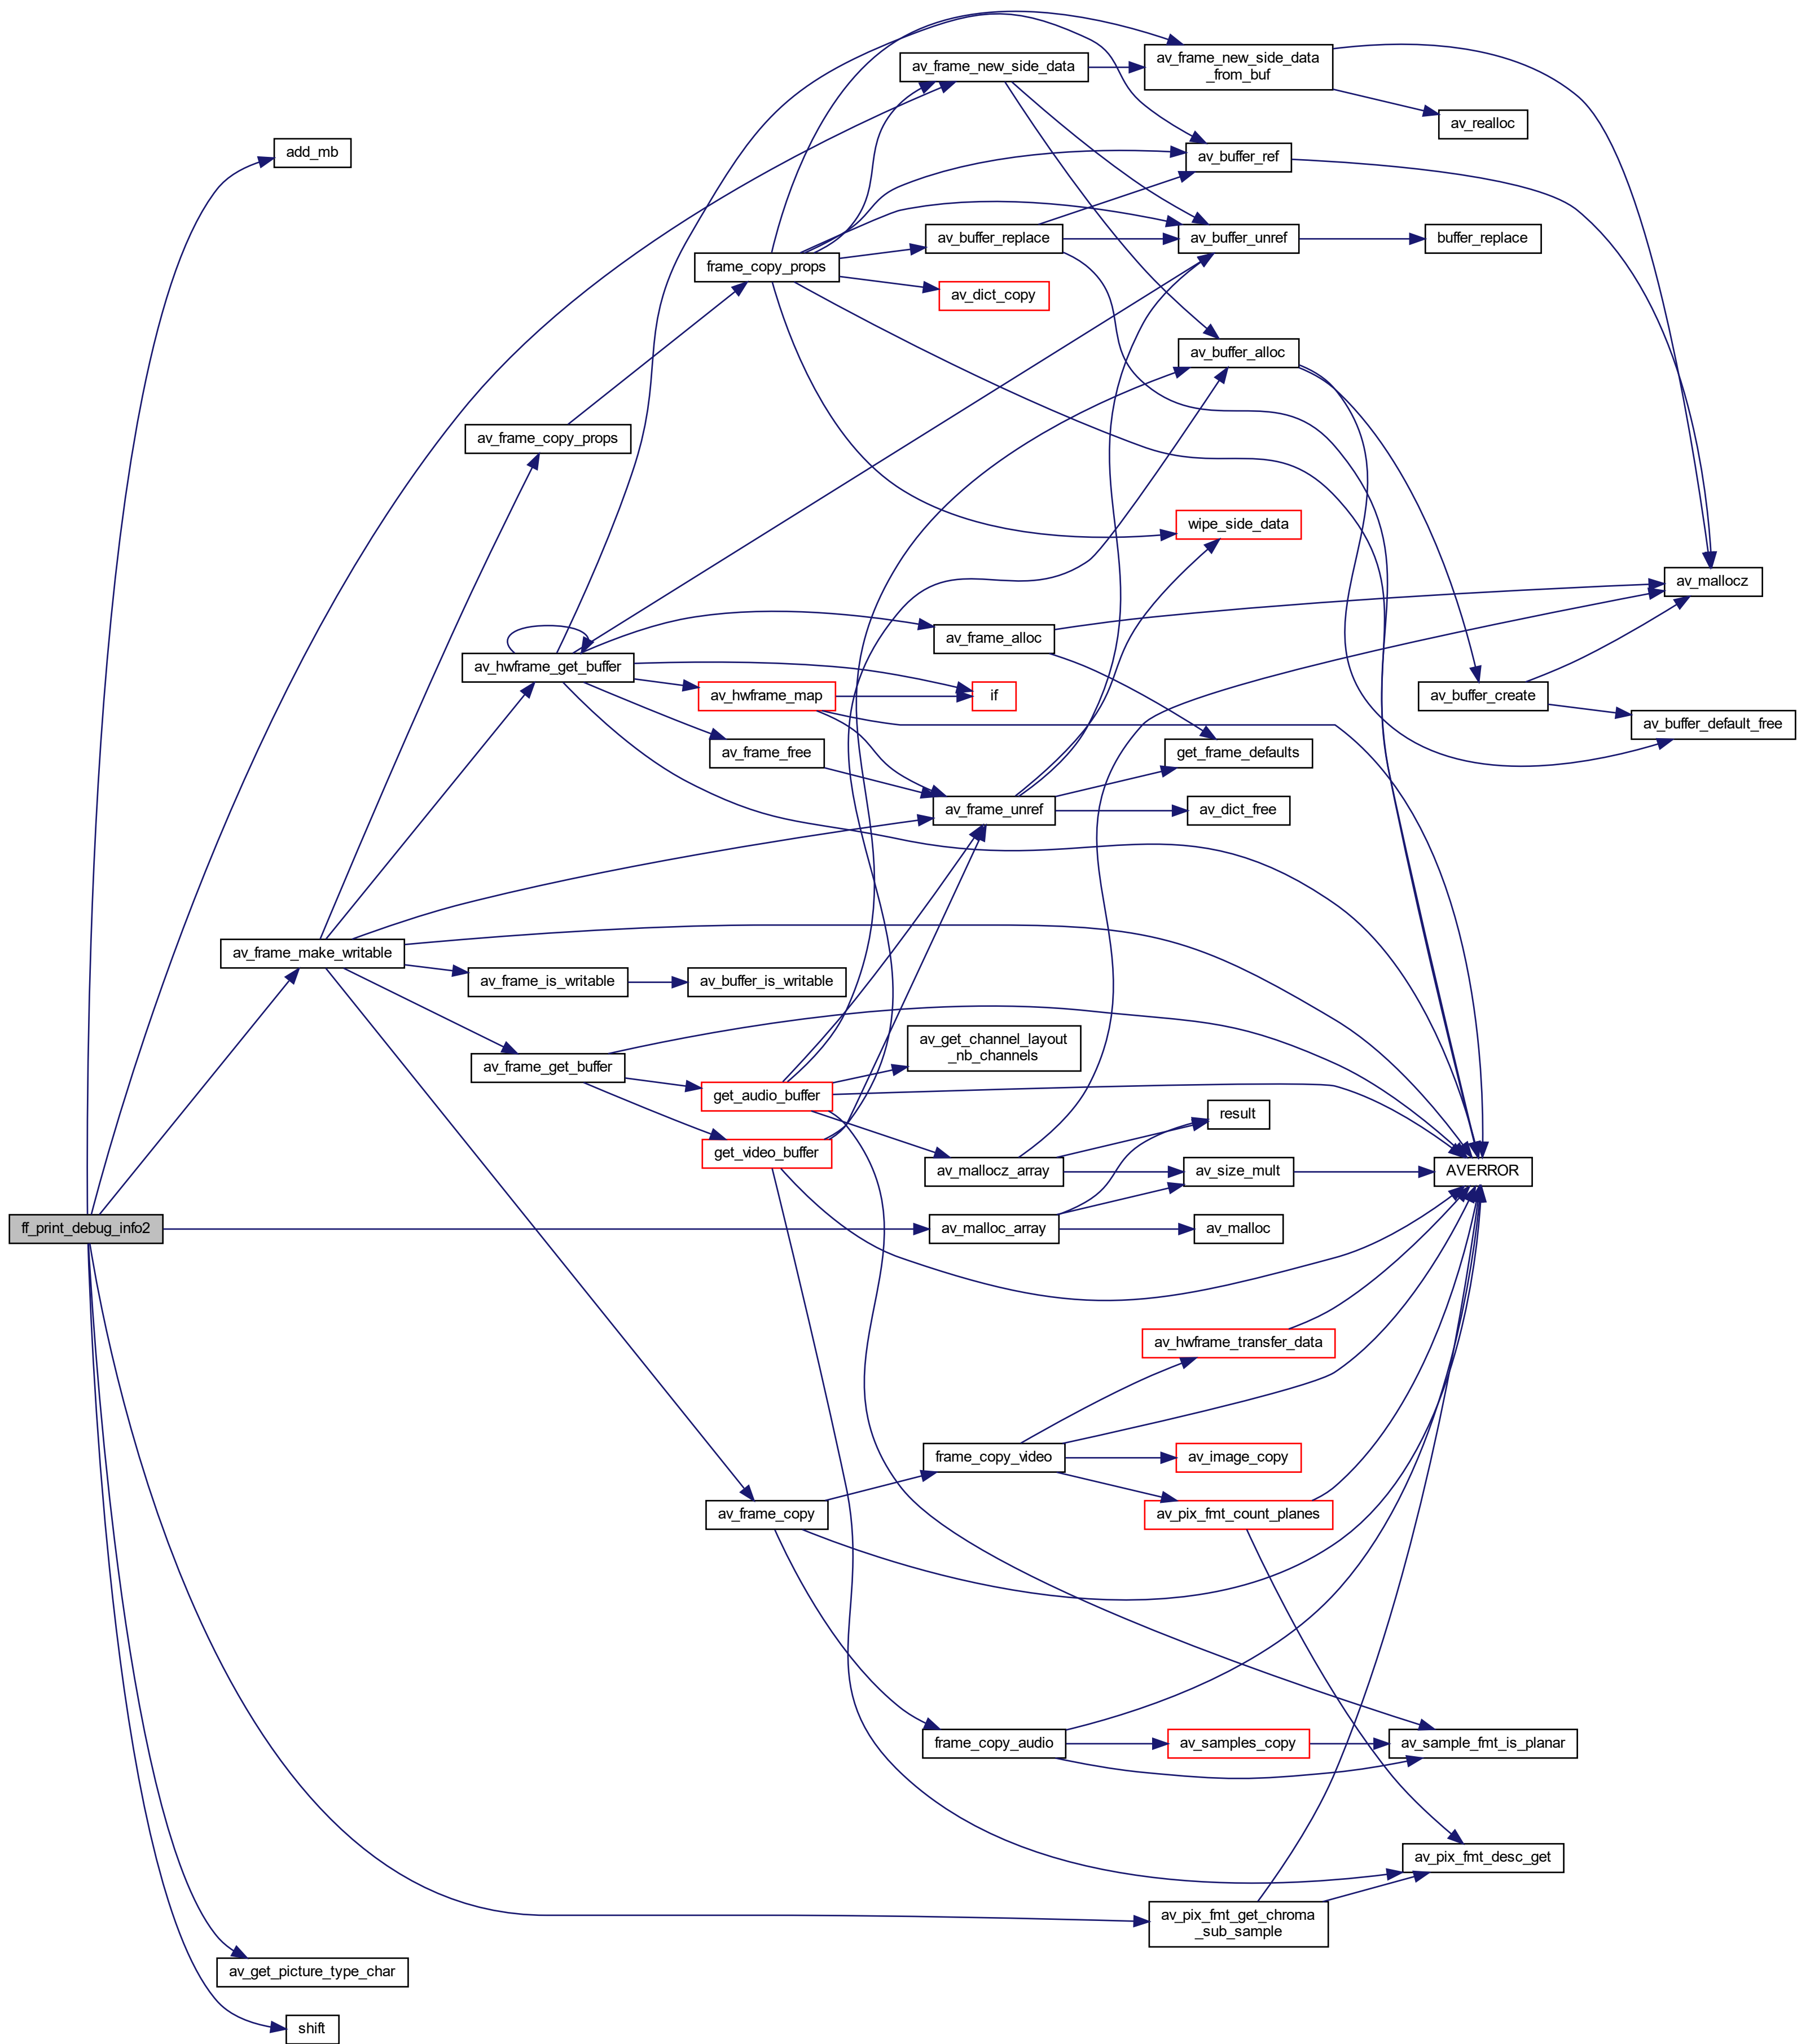 av_frame_new_side_data
av_frame_new_side_data
_from_buf
av_realloc
add_mb
av_buffer_ref
av_buffer_replace
av_buffer_unref
buffer_replace
frame_copy_props
av_dict_copy
av_buffer_alloc
av_frame_copy_props
wipe_side_data
av_mallocz
av_frame_alloc
av_hwframe_get_buffer
av_hwframe_map
if
av_buffer_create
av_buffer_default_free
av_frame_free
get_frame_defaults
av_frame_unref
av_dict_free
av_frame_make_writable
av_frame_is_writable
av_buffer_is_writable
av_get_channel_layout
_nb_channels
av_frame_get_buffer
get_audio_buffer
result
get_video_buffer
av_mallocz_array
av_size_mult
AVERROR
ff_print_debug_info2
av_malloc_array
av_malloc
av_hwframe_transfer_data
frame_copy_video
av_image_copy
av_frame_copy
av_pix_fmt_count_planes
frame_copy_audio
av_samples_copy
av_sample_fmt_is_planar
av_pix_fmt_desc_get
av_pix_fmt_get_chroma
_sub_sample
av_get_picture_type_char
shift